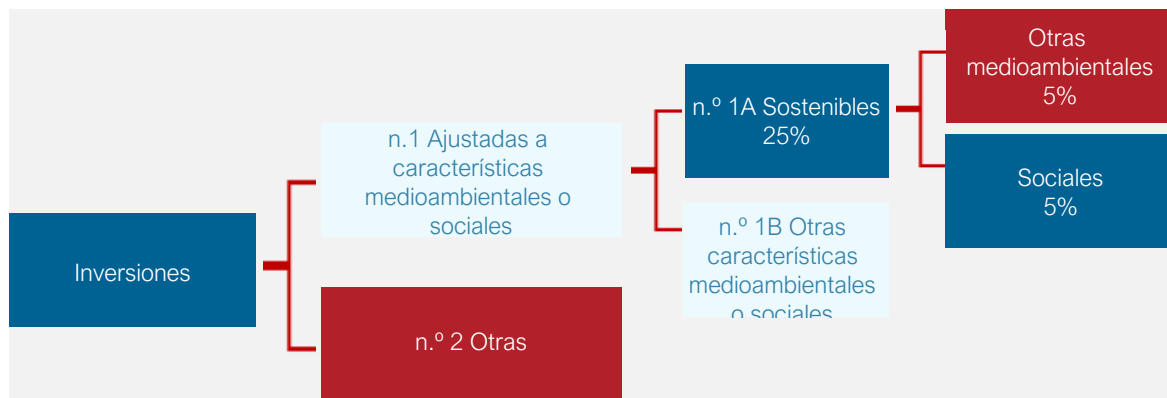 Inversiones
n.1 Ajustadas a
características
medioambientales o
sociales
n.º 2 Otras
n.º 1A Sostenibles
25%
n.º 1B Otras
características
medioambientales
o sociales
Otras
medioambientales
5%
Sociales
5%